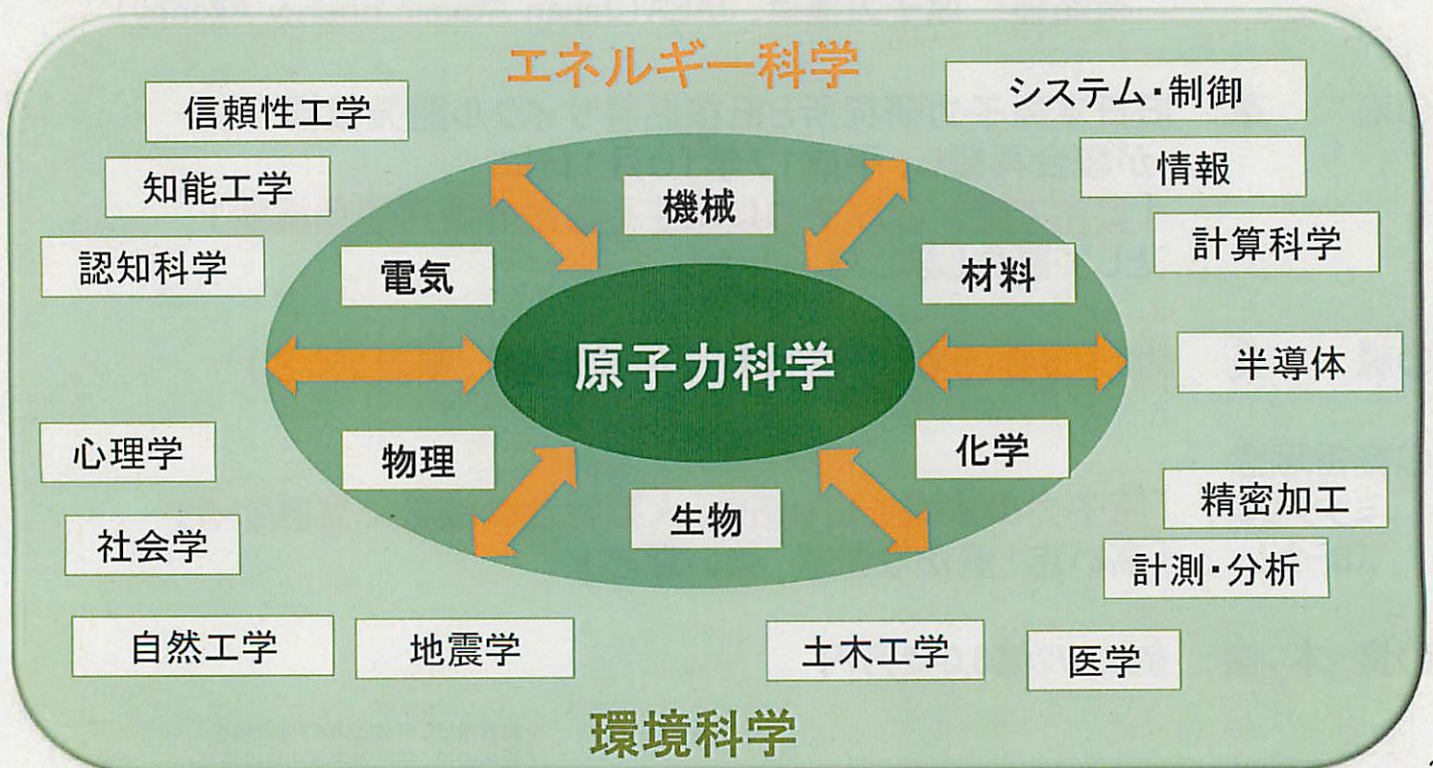 エネルギー科学
信頼性工学
システム・制御
知能工学
情報
認知科学
計算科学
機械
電気
材料
原子力科学
半導体
心理学
物理
化学
精密加工
社会学
生物
計測・分析
自然工学
地震学
土木工学
医学
環境科学